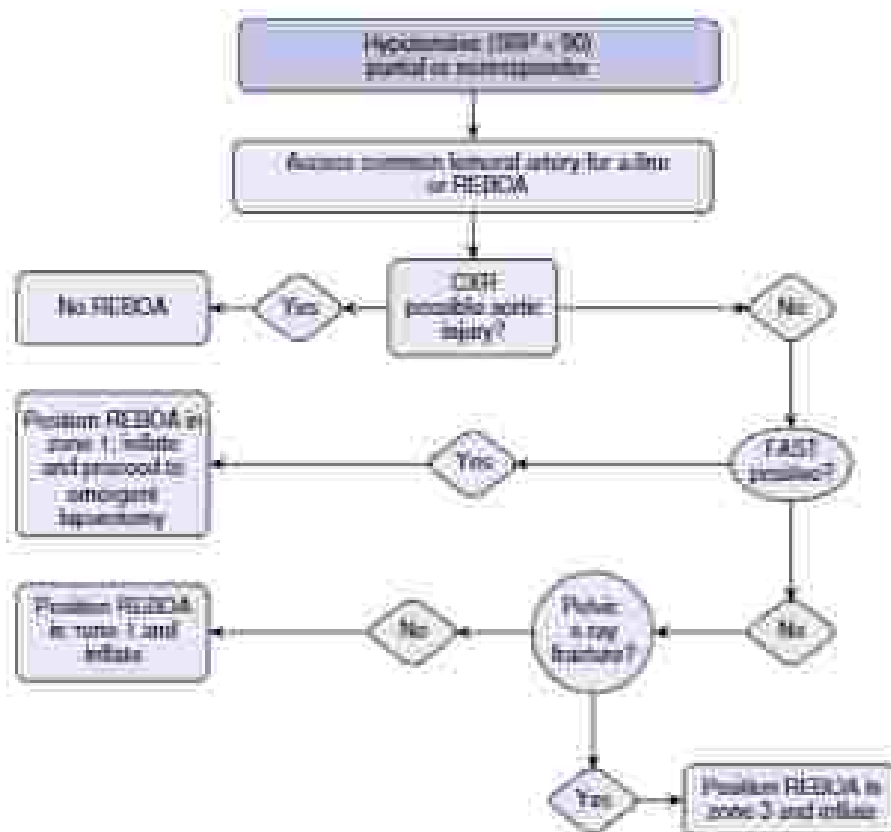 Hypotension (SBP < 90)
partial or nonresponder
Access common femoral artery for a-line
or REBOA
CXR
possible aortic
injury?
Yes
No REBOA
No
FAST
positive?
Yes
Position REBOA in
zone 1, inflate
and proceed to
emergent
laparotomy
No
Pelvic
x-ray
fracture?
No
Position REBOA
in zone 1 and
inflate
Yes
Position REBOA in
zone 3 and inflate